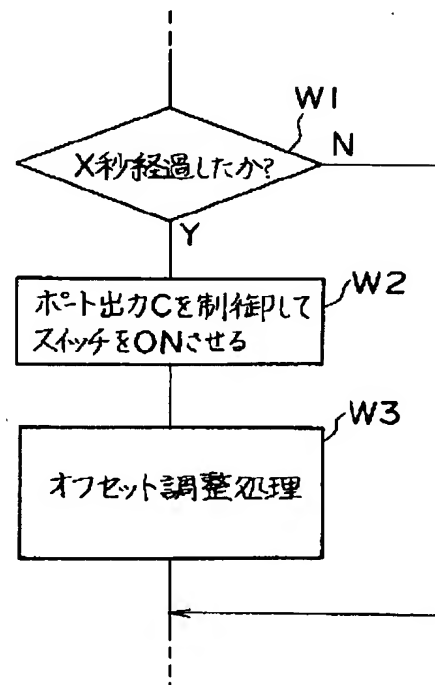 W1
X秒経過したか?
N
Y
W2
ポート出力Cを制御して
スイッチをONさせる
W3
オフセット調整処理